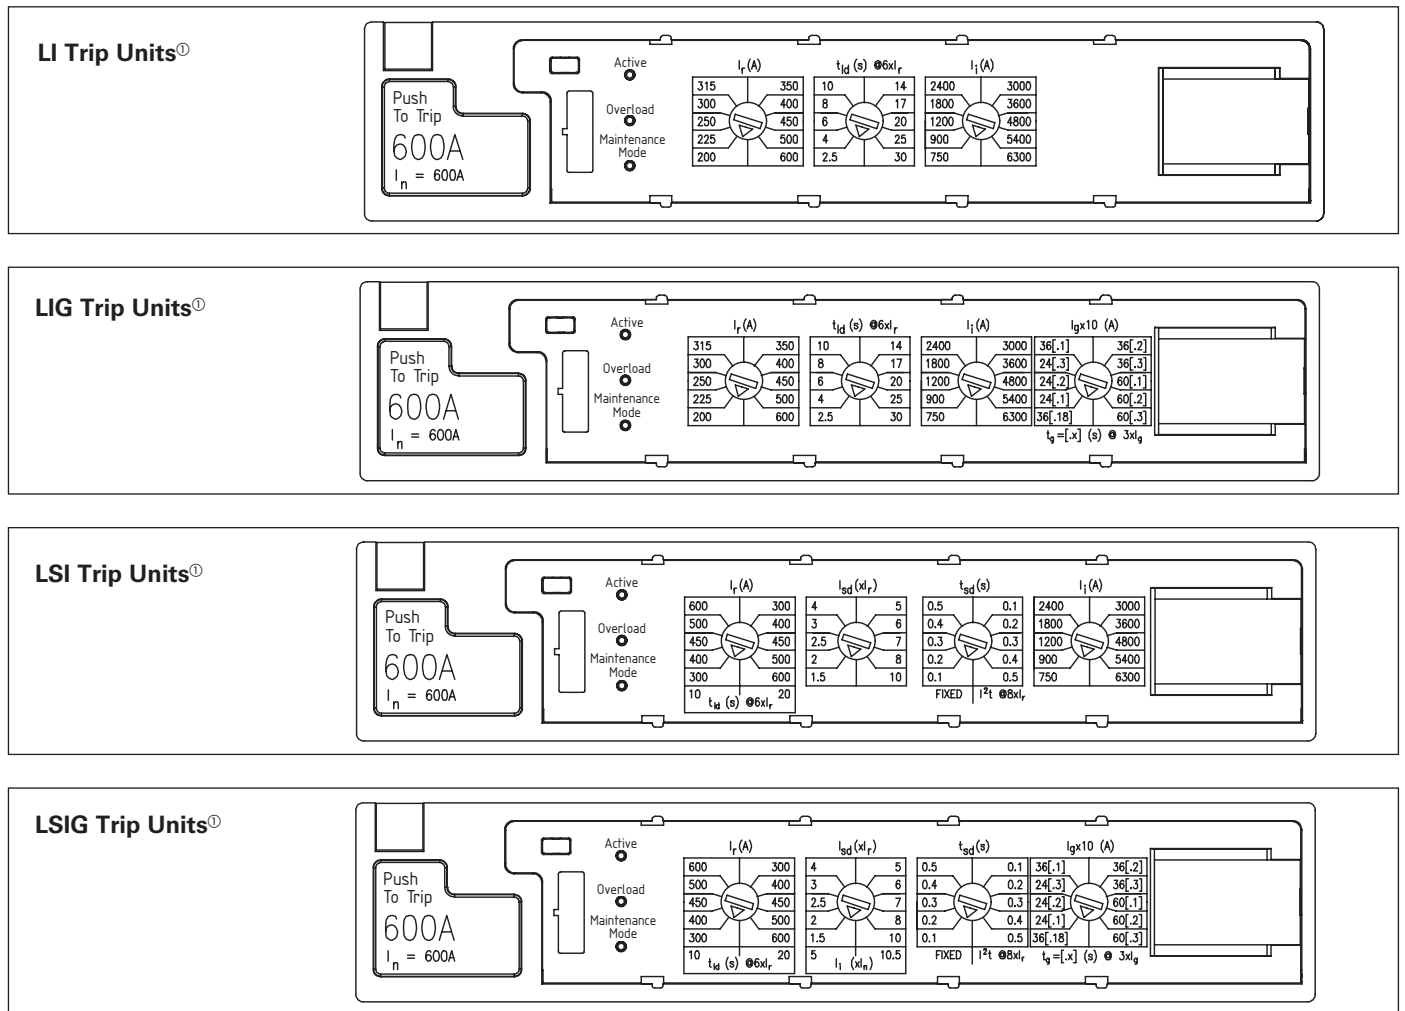 LI Trip Units①
Push
To Trip
600A
In = 600A
Active
Overload
Maintenance
Mode
Ir(A)
315 350
300 400
250 450
225 500
200 600
tld (s) @6xIr
10 14
8 17
6 20
4 25
2.5 30
Ii(A)
2400 3000
1800 3600
1200 4800
900 5400
750 6300
LIG Trip Units①
Push
To Trip
600A
In = 600A
Active
Overload
Maintenance
Mode
Ir(A)
315 350
300 400
250 450
225 500
200 600
tld (s) @6xIr
10 14
8 17
6 20
4 25
2.5 30
Ii(A)
2400 3000
1800 3600
1200 4800
900 5400
750 6300
Igx10 (A)
36[.1] 36[.2]
24[.3] 36[.3]
24[.2] 60[.1]
24[.1] 60[.2]
36[.18] 60[.3]
tg=[.x] (s) @ 3xIg
LSI Trip Units①
Push
To Trip
600A
In = 600A
Active
Overload
Maintenance
Mode
Ir(A)
600 300
500 400
450 450
400 500
300 600
10 20
tld (s) @6xIr
Isd(xIr)
4 5
3 6
2.5 7
2 8
1.5 10
tsd(s)
0.5 0.1
0.4 0.2
0.3 0.3
0.2 0.4
0.1 0.5
FIXED I²t @8xIr
Ii(A)
2400 3000
1800 3600
1200 4800
900 5400
750 6300
LSIG Trip Units①
Push
To Trip
600A
In = 600A
Active
Overload
Maintenance
Mode
Ir(A)
600 300
500 400
450 450
400 500
300 600
10 20
tld (s) @6xIr
Isd(xIr)
4 5
3 6
2.5 7
2 8
1.5 10
5 10.5
Ii (xIn)
tsd(s)
0.5 0.1
0.4 0.2
0.3 0.3
0.2 0.4
0.1 0.5
FIXED I²t @8xIr
Igx10 (A)
36[.1] 36[.2]
24[.3] 36[.3]
24[.2] 60[.1]
24[.1] 60[.2]
36[.18] 60[.3]
tg=[.x] (s) @ 3xIg